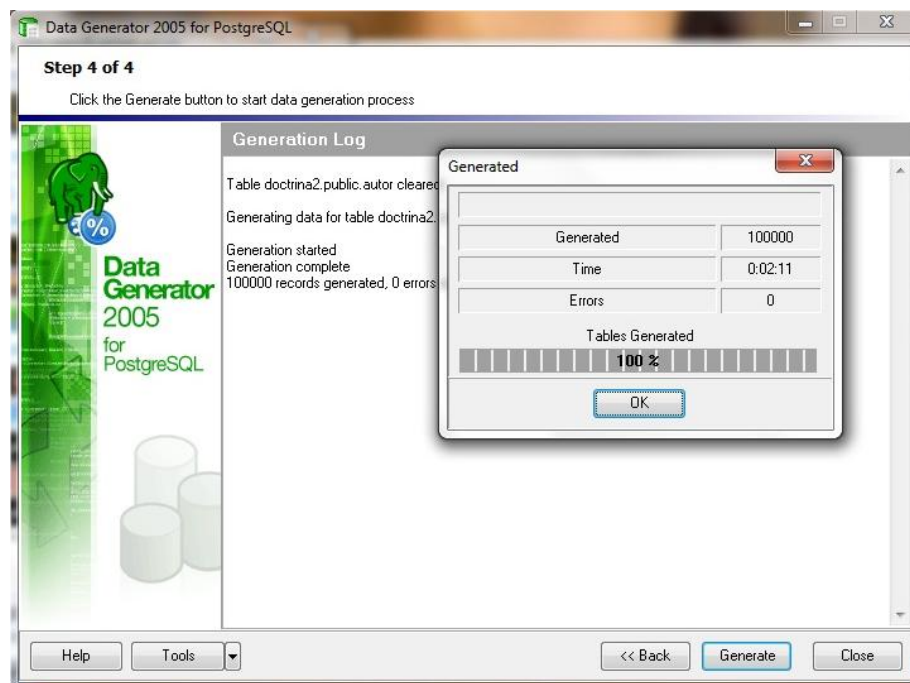 Data Generator 2005 for PostgreSQL
Step 4 of 4
Click the Generate button to start data generation process
Generation Log
Table doctrina2.public.autor cleared
Generating data for table doctrina2.
Generation started
Generation complete
100000 records generated, 0 errors
%
Data
Generator
2005
for
PostgreSQL
Generated
Generated 100000
Time 0:02:11
Errors 0
Tables Generated
100 %
OK
Help Tools << Back Generate Close